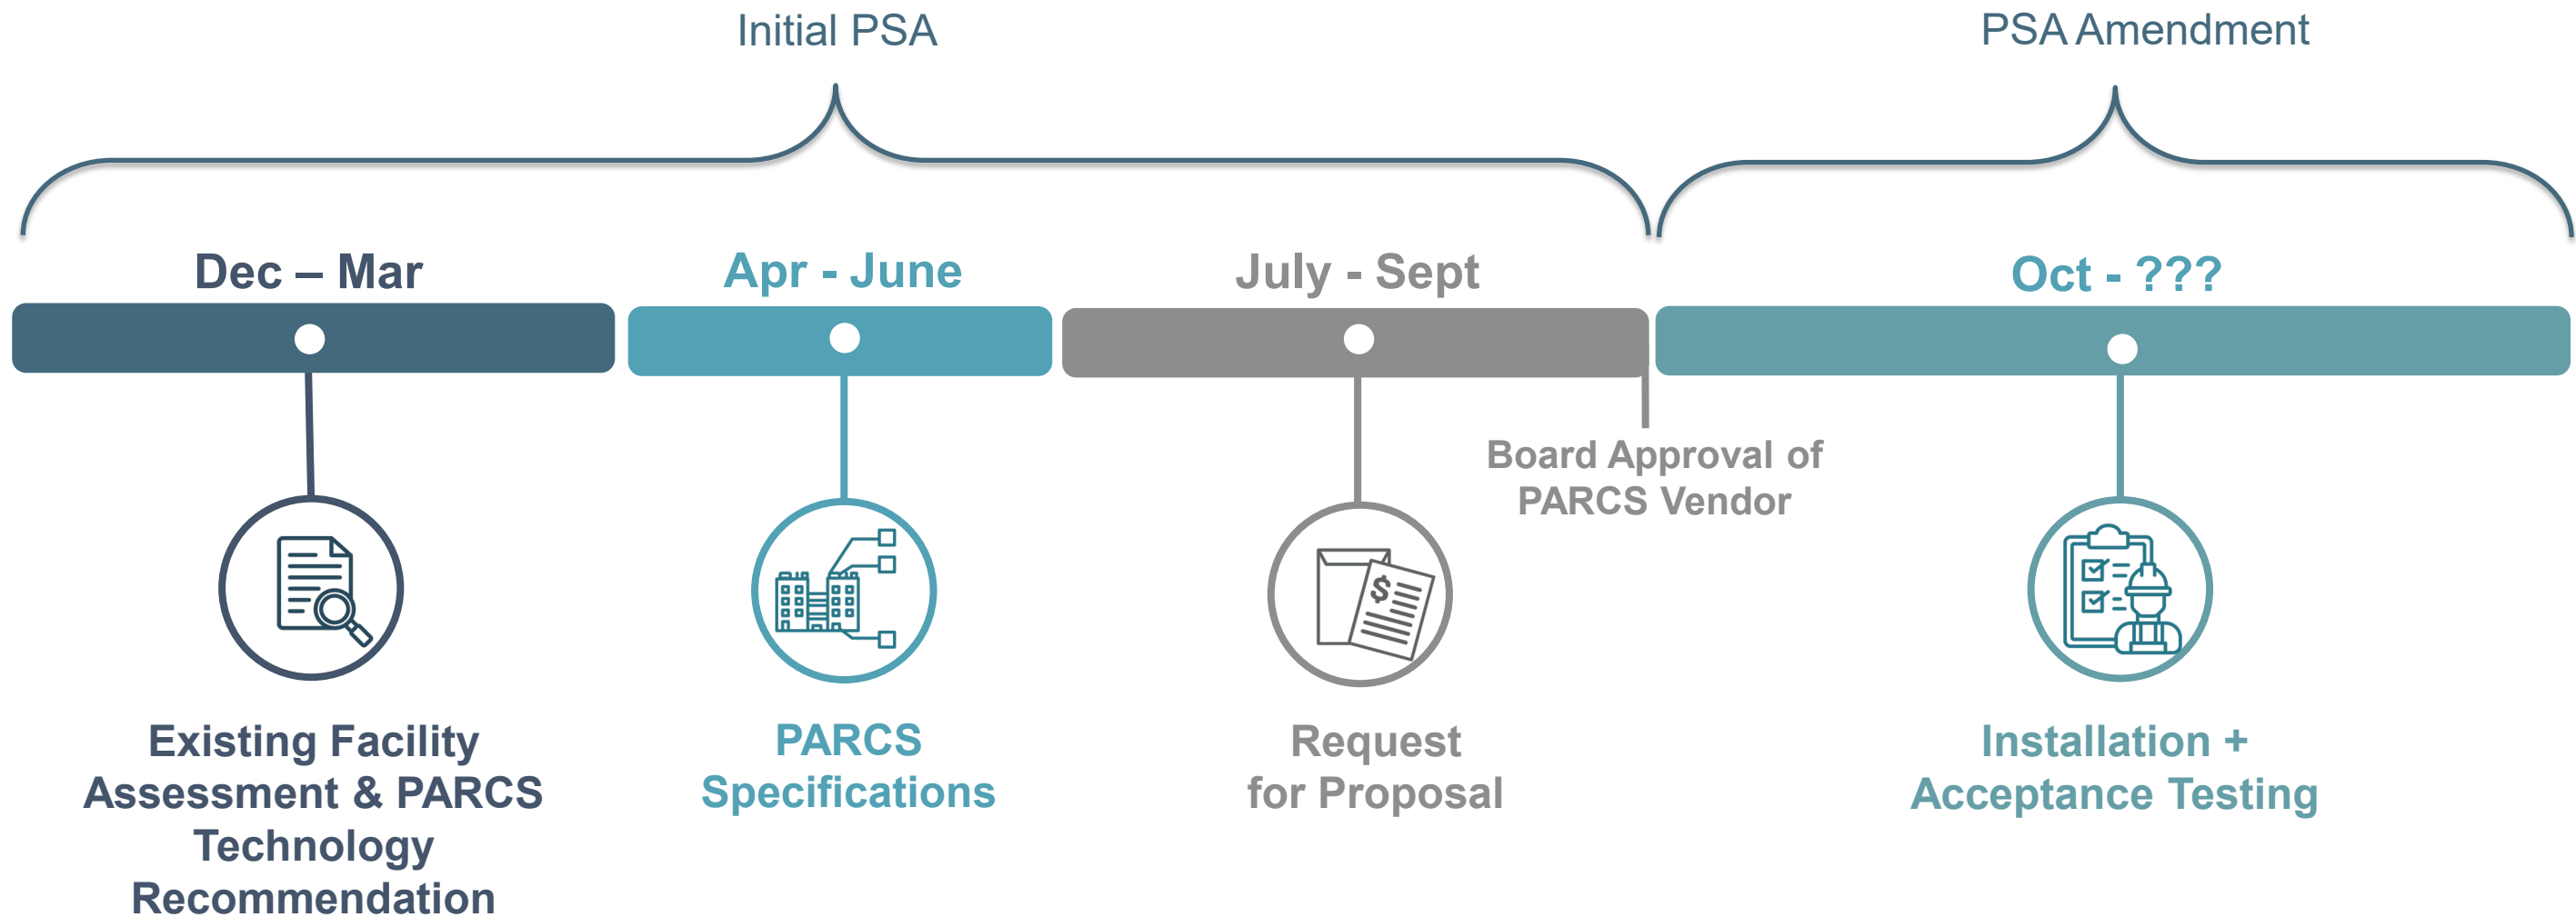 Initial PSA
PSA Amendment
Dec – Mar
Apr - June
July - Sept
Oct - ???
Board Approval of
PARCS Vendor
$
Existing Facility
Assessment & PARCS
Technology
Recommendation
PARCS
Specifications
Request
for Proposal
Installation +
Acceptance Testing